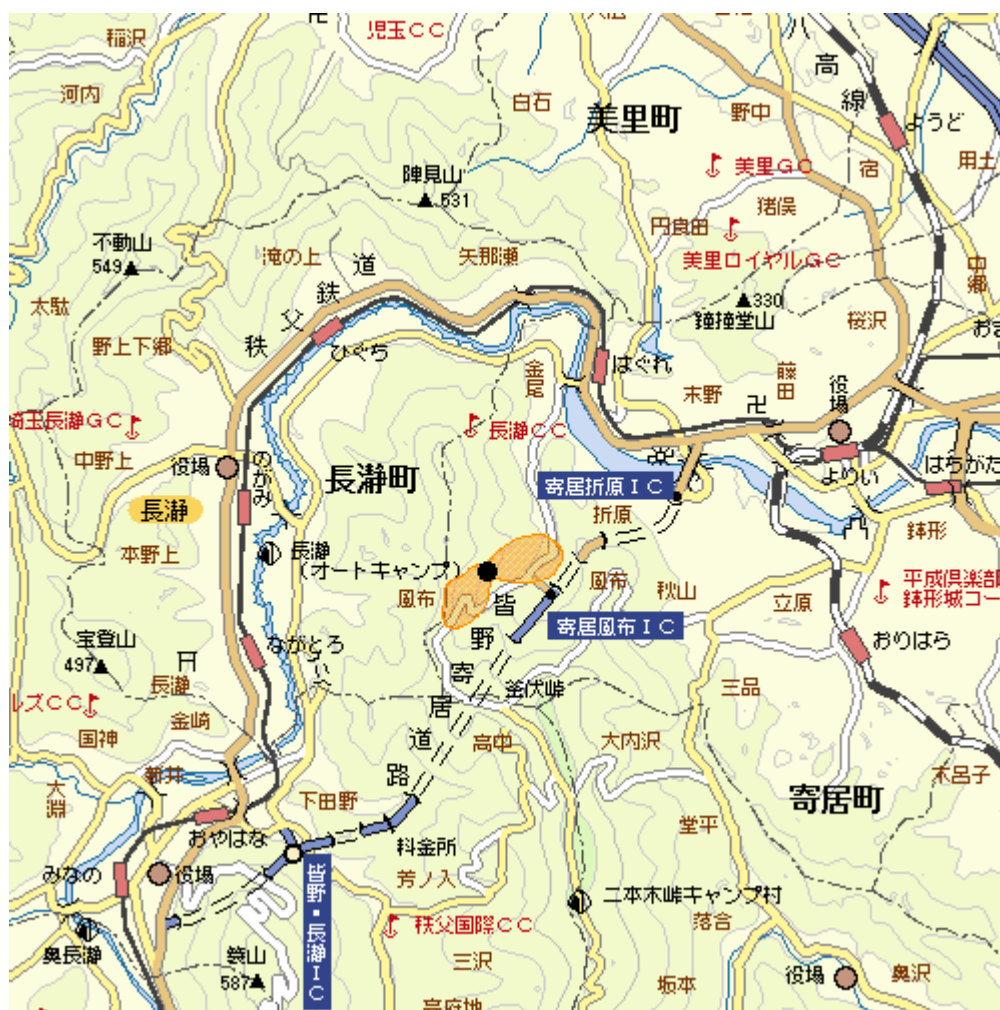 稲沢
児玉CC
八
高
線
河内
白石
美里町
野中
ようど
用土
宿
美里GC
陣見山
531
猪俣
円良田
不動山
549
滝の上
道
矢那瀬
美里ロイヤルGC
中郷
太駄
鉄
330
鐘撞堂山
桜沢
父
秩
野上下郷
ひぐち
金尾
はぐれ
藤田
末野
役場
埼玉長瀞GC
長瀞CC
中野上
役場
のがみ
長瀞町
よりい
はちがた
寄居折原IC
長瀞
折原
鉢形
本野上
長瀞
(オートキャンプ)
風布
風布
皆
秋山
立原
平成倶楽部
鉢形城コー
宝登山
497
野
寄居風布IC
おりはら
ながとろ
長瀞
寄
釜伏峠
三品
金崎
居
国神
道
高中
大内沢
木呂子
大淵
新井
下田野
路
寄居町
おやはな
料金所
堂平
みなの
役場
芳ノ入
皆野・長瀞IC
二本木峠キャンプ村
奥長瀞
秩父国際CC
落合
簑山
587
三沢
坂本
役場
奥沢